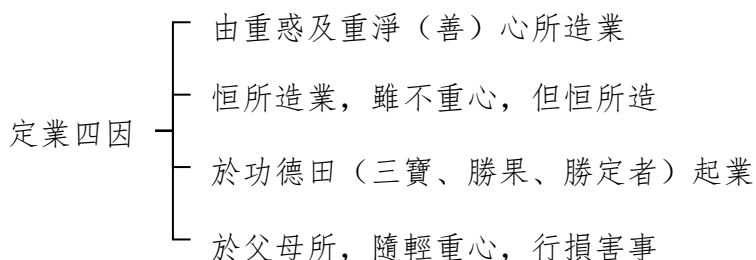 定業四因
由重惑及重淨（善）心所造業
恒所造業，雖不重心，但恒所造
於功德田（三寶、勝果、勝定者）起業
於父母所，隨輕重心，行損害事